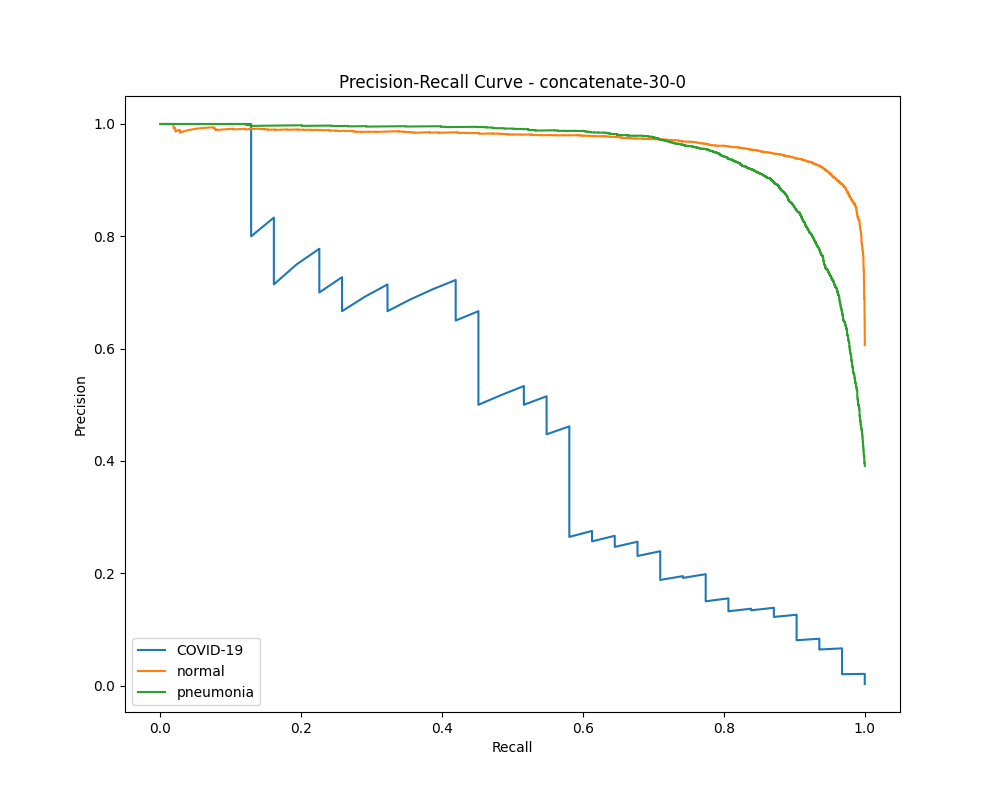 Precision-Recall Curve - concatenate-30-0
1.0
0.8
0.6
0.4
0.2
0.0
Precision
COVID-19
normal
pneumonia
0.0 0.2 0.4 0.6 0.8 1.0
Recall